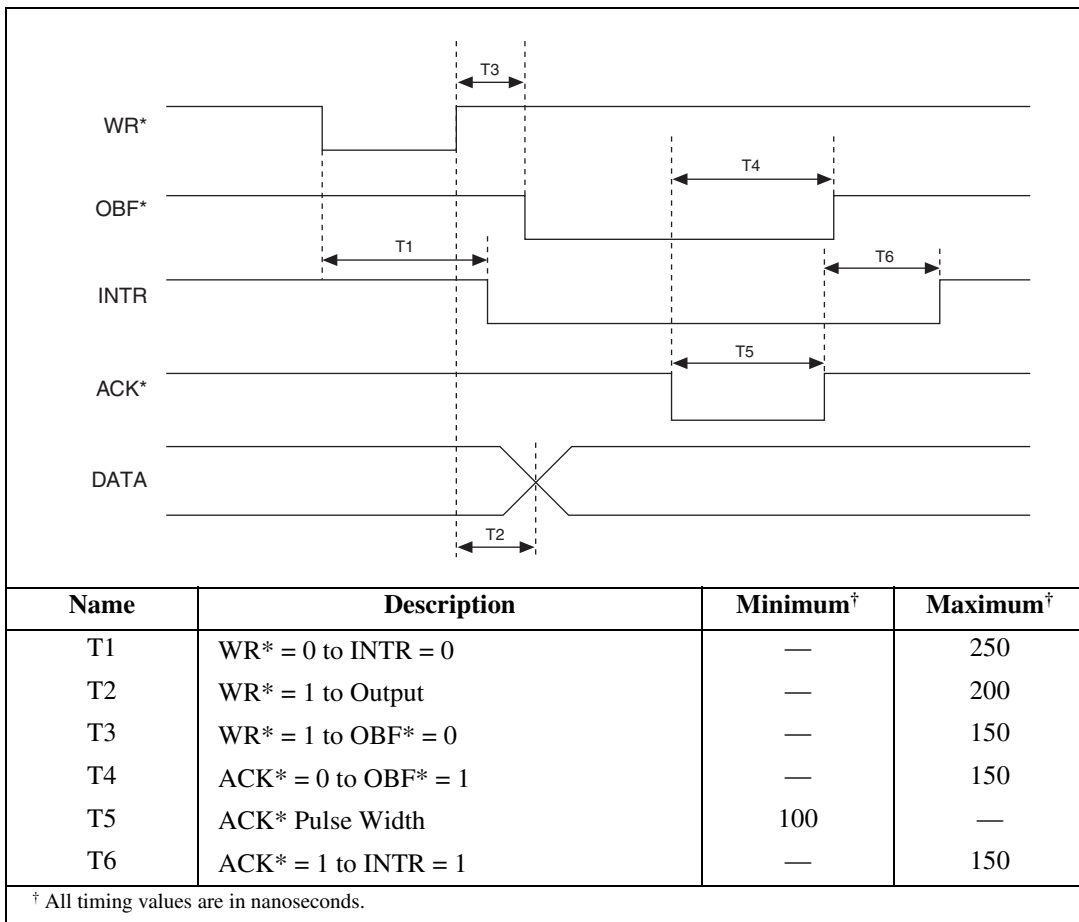 T3
WR*
T4
OBF*
T1
T6
INTR
T5
ACK*
DATA
T2
Name Description Minimum† Maximum†
T1 WR* = 0 to INTR = 0 — 250
T2 WR* = 1 to Output — 200
T3 WR* = 1 to OBF* = 0 — 150
T4 ACK* = 0 to OBF* = 1 — 150
T5 ACK* Pulse Width 100 —
T6 ACK* = 1 to INTR = 1 — 150
† All timing values are in nanoseconds.